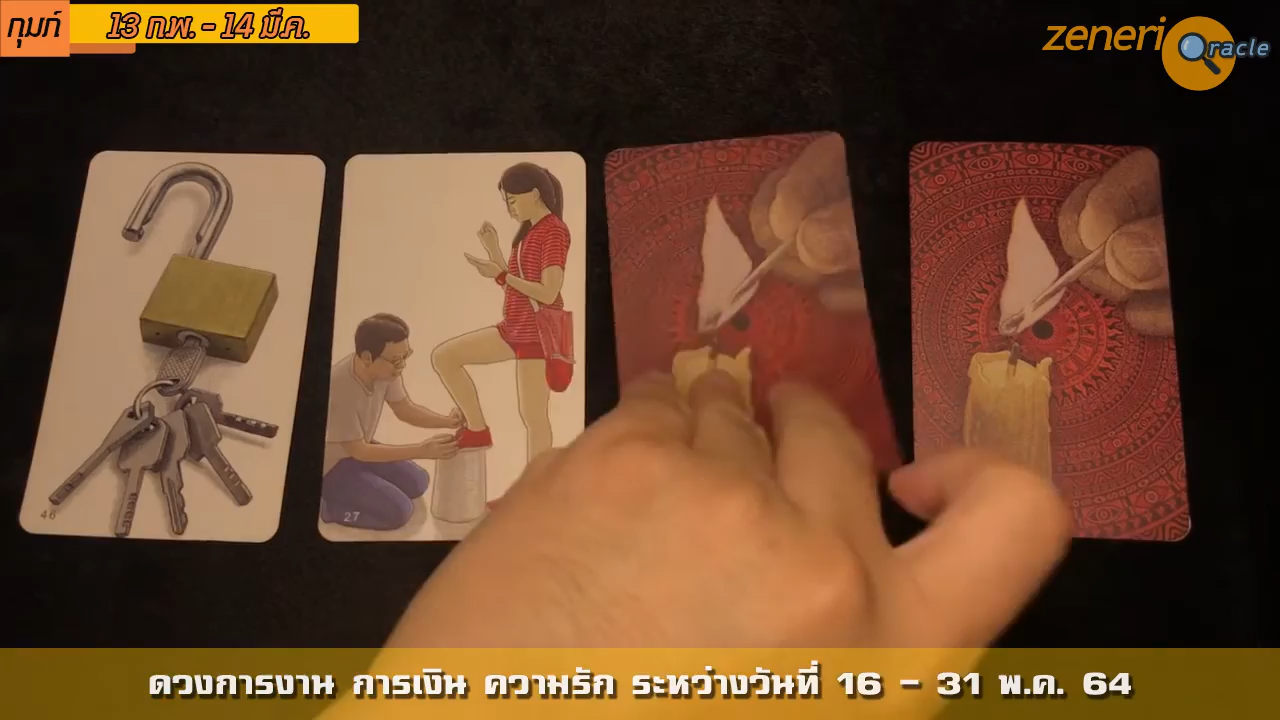 กุมภ์
13 ก.พ. - 14 มี.ค.
zeneri Oracle
46
27
ดวงการงาน การเงิน ความรัก ระหว่างวันที่ 16 - 31 พ.ค. 64